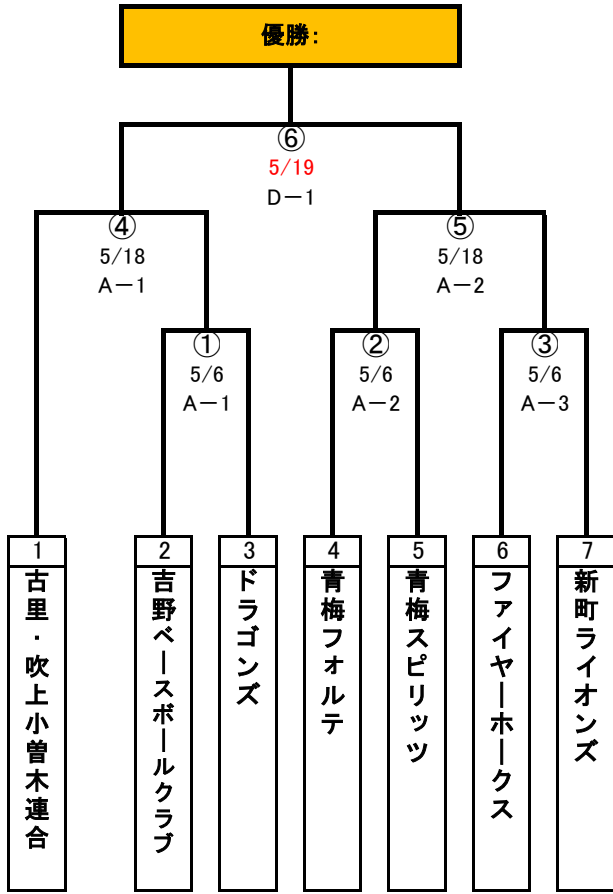 優勝：
⑥
5/19
D－1
④
5/18
A－1
⑤
5/18
A－2
①
5/6
A－1
②
5/6
A－2
③
5/6
A－3
1
古里・吹上小曽木連合
2
吉野ベースボールクラブ
3
ドラゴンズ
4
青梅フォルテ
5
青梅スピリッツ
6
ファイヤーホークス
7
新町ライオンズ